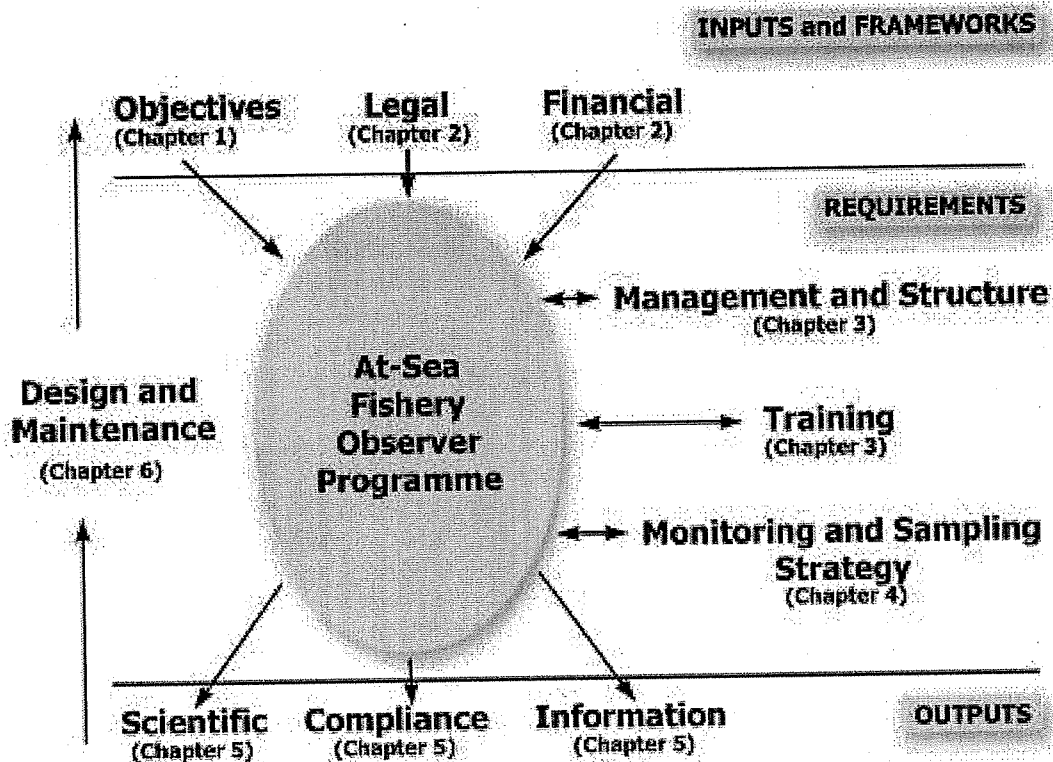 INPUTS and FRAMEWORKS
Objectives
(Chapter 1)
Legal
(Chapter 2)
Financial
(Chapter 2)
REQUIREMENTS
Management and Structure
(Chapter 3)
At-Sea
Fishery
Observer
Programme
Design and
Maintenance
(Chapter 6)
Training
(Chapter 3)
Monitoring and Sampling
Strategy
(Chapter 4)
Scientific
(Chapter 5)
Compliance
(Chapter 5)
Information
(Chapter 5)
OUTPUTS